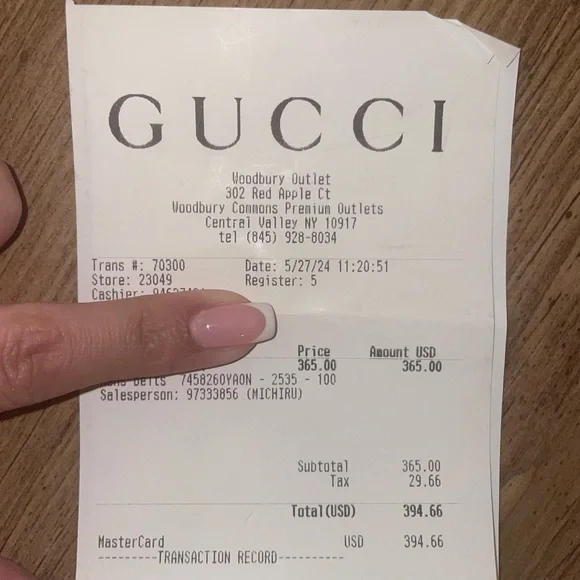 GUCCI
Woodbury Outlet
302 Red Apple Ct
Woodbury Commons Premium Outlets
Central Valley NY 10917
tel (845) 928-8034
Trans #: 70300 Date: 5/27/24 11:20:51
Store: 23049 Register: 5
Cashier:
Price Amount USD
365.00 365.00
Belts 7458260YAON - 2535 - 100
Salesperson: 97333856 (MICHIRU)
Subtotal 365.00
Tax 29.66
Total(USD) 394.66
MasterCard USD 394.66
---------TRANSACTION RECORD----------